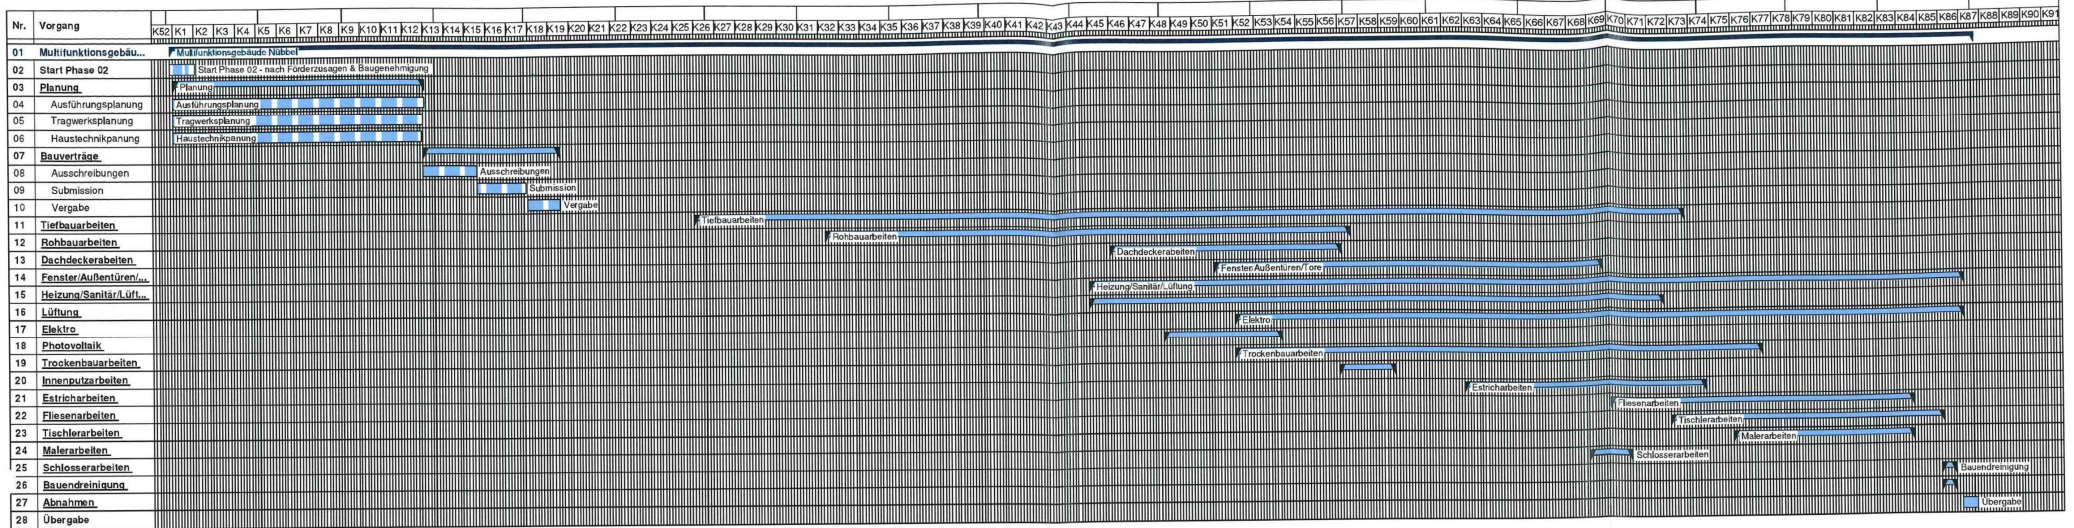 Nr. Vorgang K52 K1 K2 K3 K4 K5 K6 K7 K8 K9 K10 K11 K12 K13 K14 K15 K16 K17 K18 K19 K20 K21 K22 K23 K24 K25 K26 K27 K28 K29 K30 K31 K32 K33 K34 K35 K36 K37 K38 K39 K40 K41 K42 K43 K44 K45 K46 K47 K48 K49 K50 K51 K52 K53 K54 K55 K56 K57 K58 K59 K60 K61 K62 K63 K64 K65 K66 K67 K68 K69 K70 K71 K72 K73 K74 K75 K76 K77 K78 K79 K80 K81 K82 K83 K84 K85 K86 K87 K88 K89 K90 K91
01 Multifunktionsgebäu... Multifunktionsgebäude Nübbel
02 Start Phase 02 Start Phase 02 - nach Förderzusagen & Baugenehmigung
03 Planung Planung
04 Ausführungsplanung Ausführungsplanung
05 Tragwerksplanung Tragwerksplanung
06 Haustechnikpanung Haustechnikpanung
07 Bauverträge
08 Ausschreibungen Ausschreibungen
09 Submission Submission
10 Vergabe Vergabe
11 Tiefbauarbeiten Tiefbauarbeiten
12 Rohbauarbeiten Rohbauarbeiten
13 Dachdeckerabeiten Dachdeckerabeiten
14 Fenster/Außentüren/... Fenster/Außentüren/Tore
15 Heizung/Sanitär/Lüft... Heizung/Sanitär/Lüftung
16 Lüftung
17 Elektro Elektro
18 Photovoltaik
19 Trockenbauarbeiten Trockenbauarbeiten
20 Innenputzarbeiten
21 Estricharbeiten Estricharbeiten
22 Fliesenarbeiten Fliesenarbeiten
23 Tischlerarbeiten Tischlerarbeiten
24 Malerarbeiten Malerarbeiten
25 Schlosserarbeiten Schlosserarbeiten
26 Bauendreinigung Bauendreinigung
27 Abnahmen
28 Übergabe Übergabe